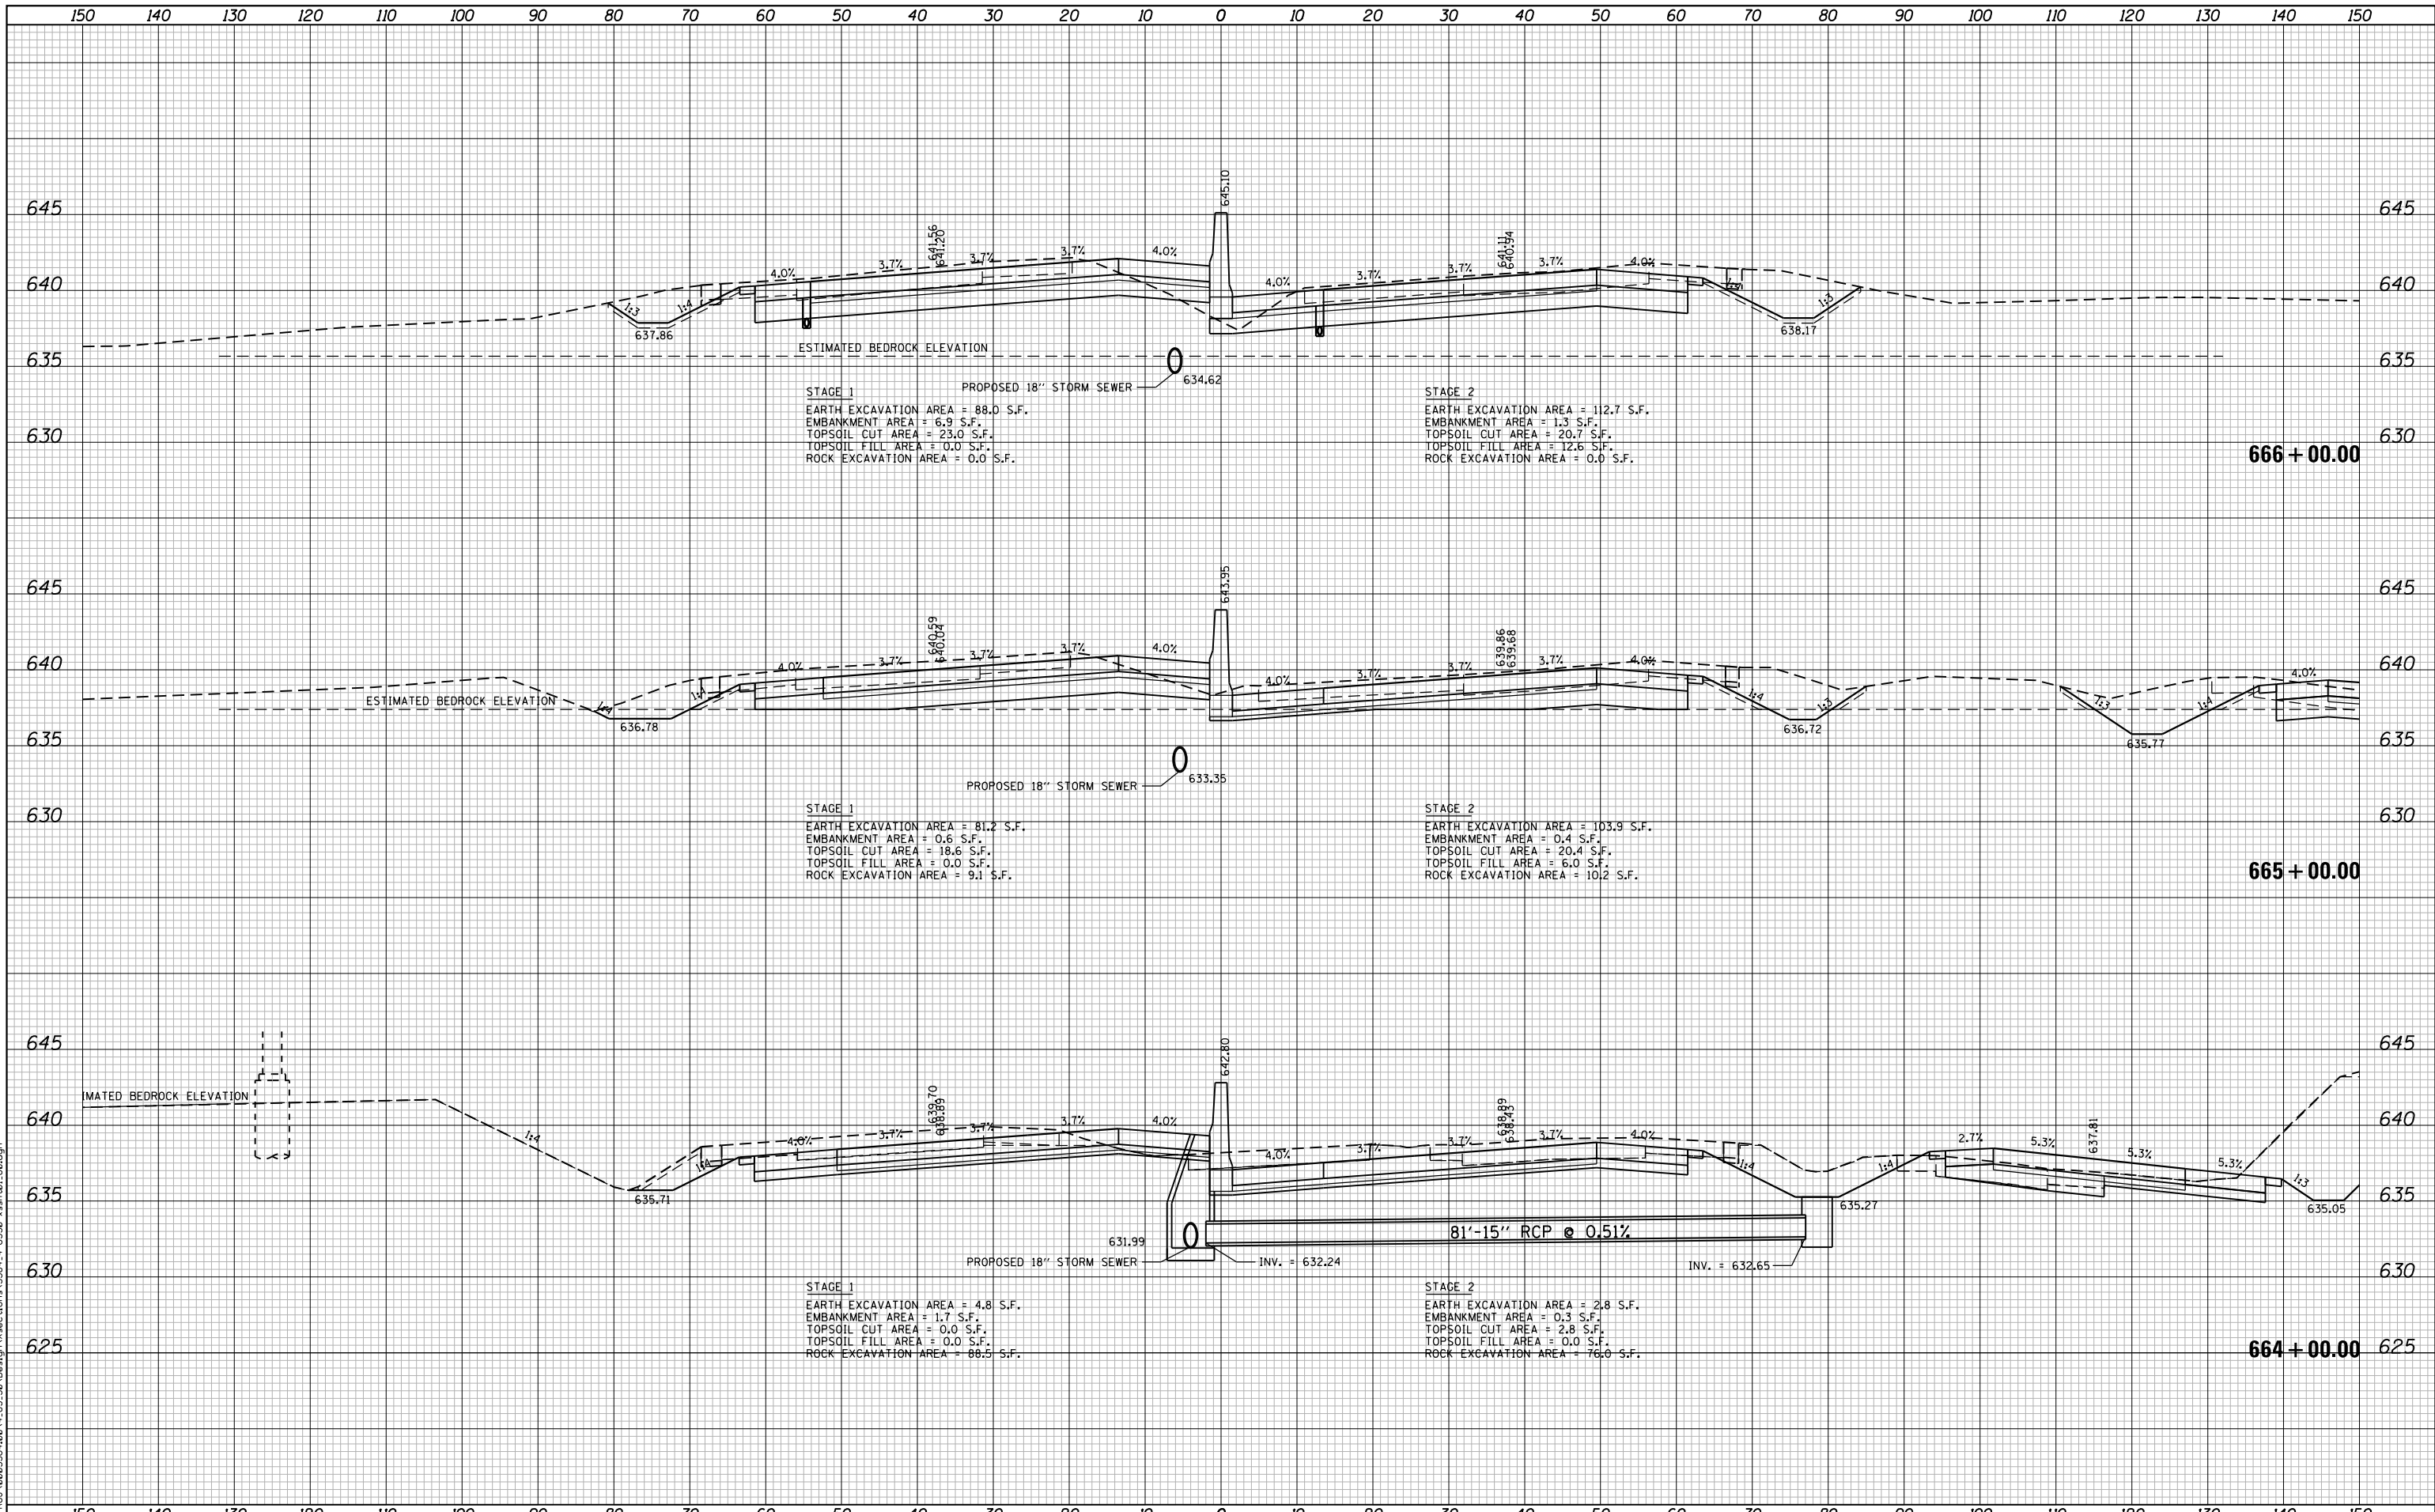 150 140 130 120 110 100 90 80 70 60 50 40 30 20 10 0 10 20 30 40 50 60 70 80 90 100 110 120 130 140 150
645.10
645 645
641.56
641.20
641.11
640.94
4.0% 3.7% 3.7% 3.7% 4.0% 4.0% 3.7% 3.7% 3.7% 4.0%
640 640
1:3 1:4 1:4 1:3
637.86 638.17
ESTIMATED BEDROCK ELEVATION
635 635
PROPOSED 18" STORM SEWER 634.62
STAGE 1
EARTH EXCAVATION AREA = 88.0 S.F.
EMBANKMENT AREA = 6.9 S.F.
TOPSOIL CUT AREA = 23.0 S.F.
TOPSOIL FILL AREA = 0.0 S.F.
ROCK EXCAVATION AREA = 0.0 S.F.
STAGE 2
EARTH EXCAVATION AREA = 112.7 S.F.
EMBANKMENT AREA = 1.3 S.F.
TOPSOIL CUT AREA = 20.7 S.F.
TOPSOIL FILL AREA = 12.6 S.F.
ROCK EXCAVATION AREA = 0.0 S.F.
630 630
666+00.00
643.95
645 645
640.59
640.04
639.86
639.68
4.0% 3.7% 3.7% 3.7% 4.0% 4.0% 3.7% 3.7% 3.7% 4.0% 4.0%
640 640
1:4 1:4 1:4 1:3 1:3 1:4
ESTIMATED BEDROCK ELEVATION
636.78 636.72 635.77
635 635
PROPOSED 18" STORM SEWER 633.35
630 630
STAGE 1
EARTH EXCAVATION AREA = 81.2 S.F.
EMBANKMENT AREA = 0.6 S.F.
TOPSOIL CUT AREA = 18.6 S.F.
TOPSOIL FILL AREA = 0.0 S.F.
ROCK EXCAVATION AREA = 9.1 S.F.
STAGE 2
EARTH EXCAVATION AREA = 103.9 S.F.
EMBANKMENT AREA = 0.4 S.F.
TOPSOIL CUT AREA = 20.4 S.F.
TOPSOIL FILL AREA = 6.0 S.F.
ROCK EXCAVATION AREA = 10.2 S.F.
665+00.00
642.80
645 645
IMATED BEDROCK ELEVATION
639.70
638.89
638.89
638.43
637.81
640 640
1:4 1:4 4.0% 3.7% 3.7% 3.7% 4.0% 4.0% 3.7% 3.7% 3.7% 4.0% 1:4 1:4 2.7% 5.3% 5.3% 5.3% 1:3
635.71 635.27 635.05
635 635
81'-15" RCP @ 0.51%
631.99
PROPOSED 18" STORM SEWER INV. = 632.24 INV. = 632.65
630 630
STAGE 1
EARTH EXCAVATION AREA = 4.8 S.F.
EMBANKMENT AREA = 1.7 S.F.
TOPSOIL CUT AREA = 0.0 S.F.
TOPSOIL FILL AREA = 0.0 S.F.
ROCK EXCAVATION AREA = 88.5 S.F.
STAGE 2
EARTH EXCAVATION AREA = 2.8 S.F.
EMBANKMENT AREA = 0.3 S.F.
TOPSOIL CUT AREA = 2.8 S.F.
TOPSOIL FILL AREA = 0.0 S.F.
ROCK EXCAVATION AREA = 76.0 S.F.
625 664+00.00 625